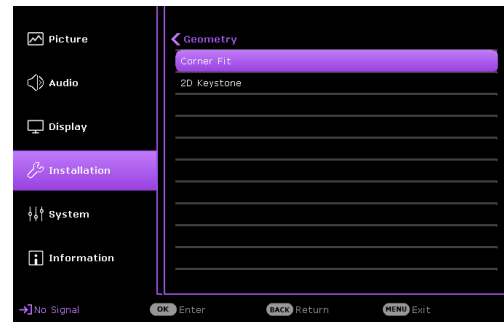 Picture
Audio
Display
Installation
System
Information
Geometry
Corner Fit
2D Keystone
No Signal
OK Enter
BACK Return
MENU Exit